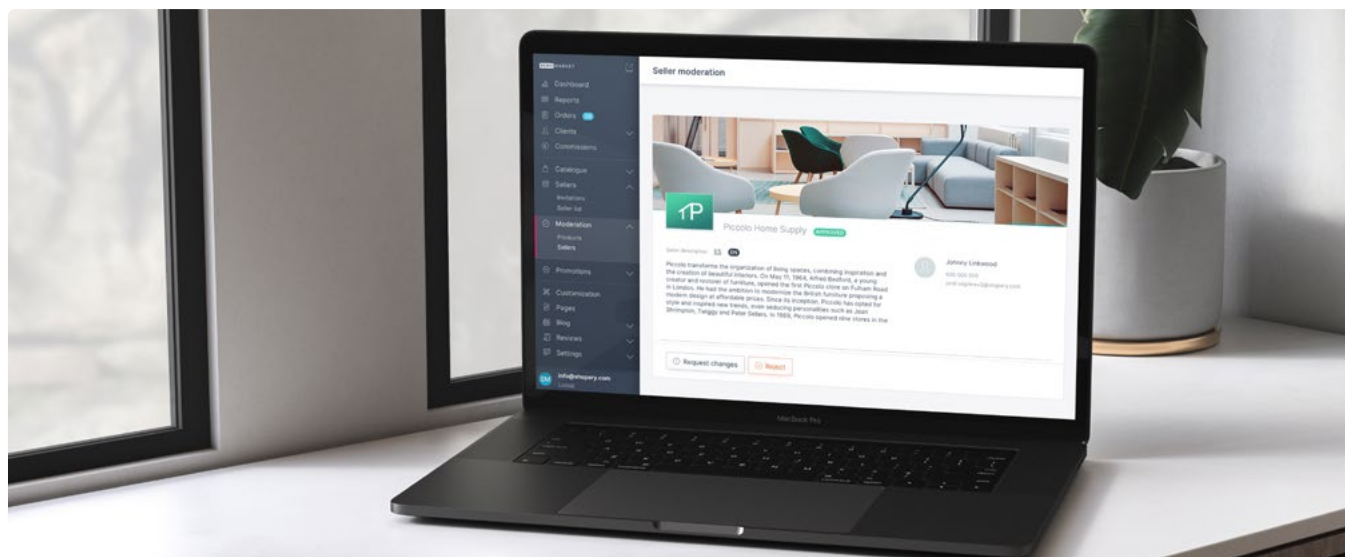 MARKET
Dashboard
Reports
Orders
Clients
Commissions
Catalogue
Sellers
Invitations
Seller list
Moderation
Products
Sellers
Promotions
Customization
Pages
Blog
Reviews
Settings
DM
info@shopery.com
Seller moderation
P
Piccolo Home Supply
APPROVED
Seller description ES EN
Piccolo transforms the organization of living spaces, combining inspiration and
the creation of beautiful interiors. On May 11, 1964, Alfred Bedford, a young
creator and restorer of furniture, opened the first Piccolo store on Fulham Road
in London. He had the ambition to modernize the British furniture proposing a
modern design at affordable prices. Since its inception, Piccolo has opted for
style and inspired new trends, even seducing personalities such as Jean
Shrimpton, Twiggy and Peter Sellers. In 1989, Piccolo opened nine stores in the
Johnny Linkwood
Request changes
Reject
MacBook Pro